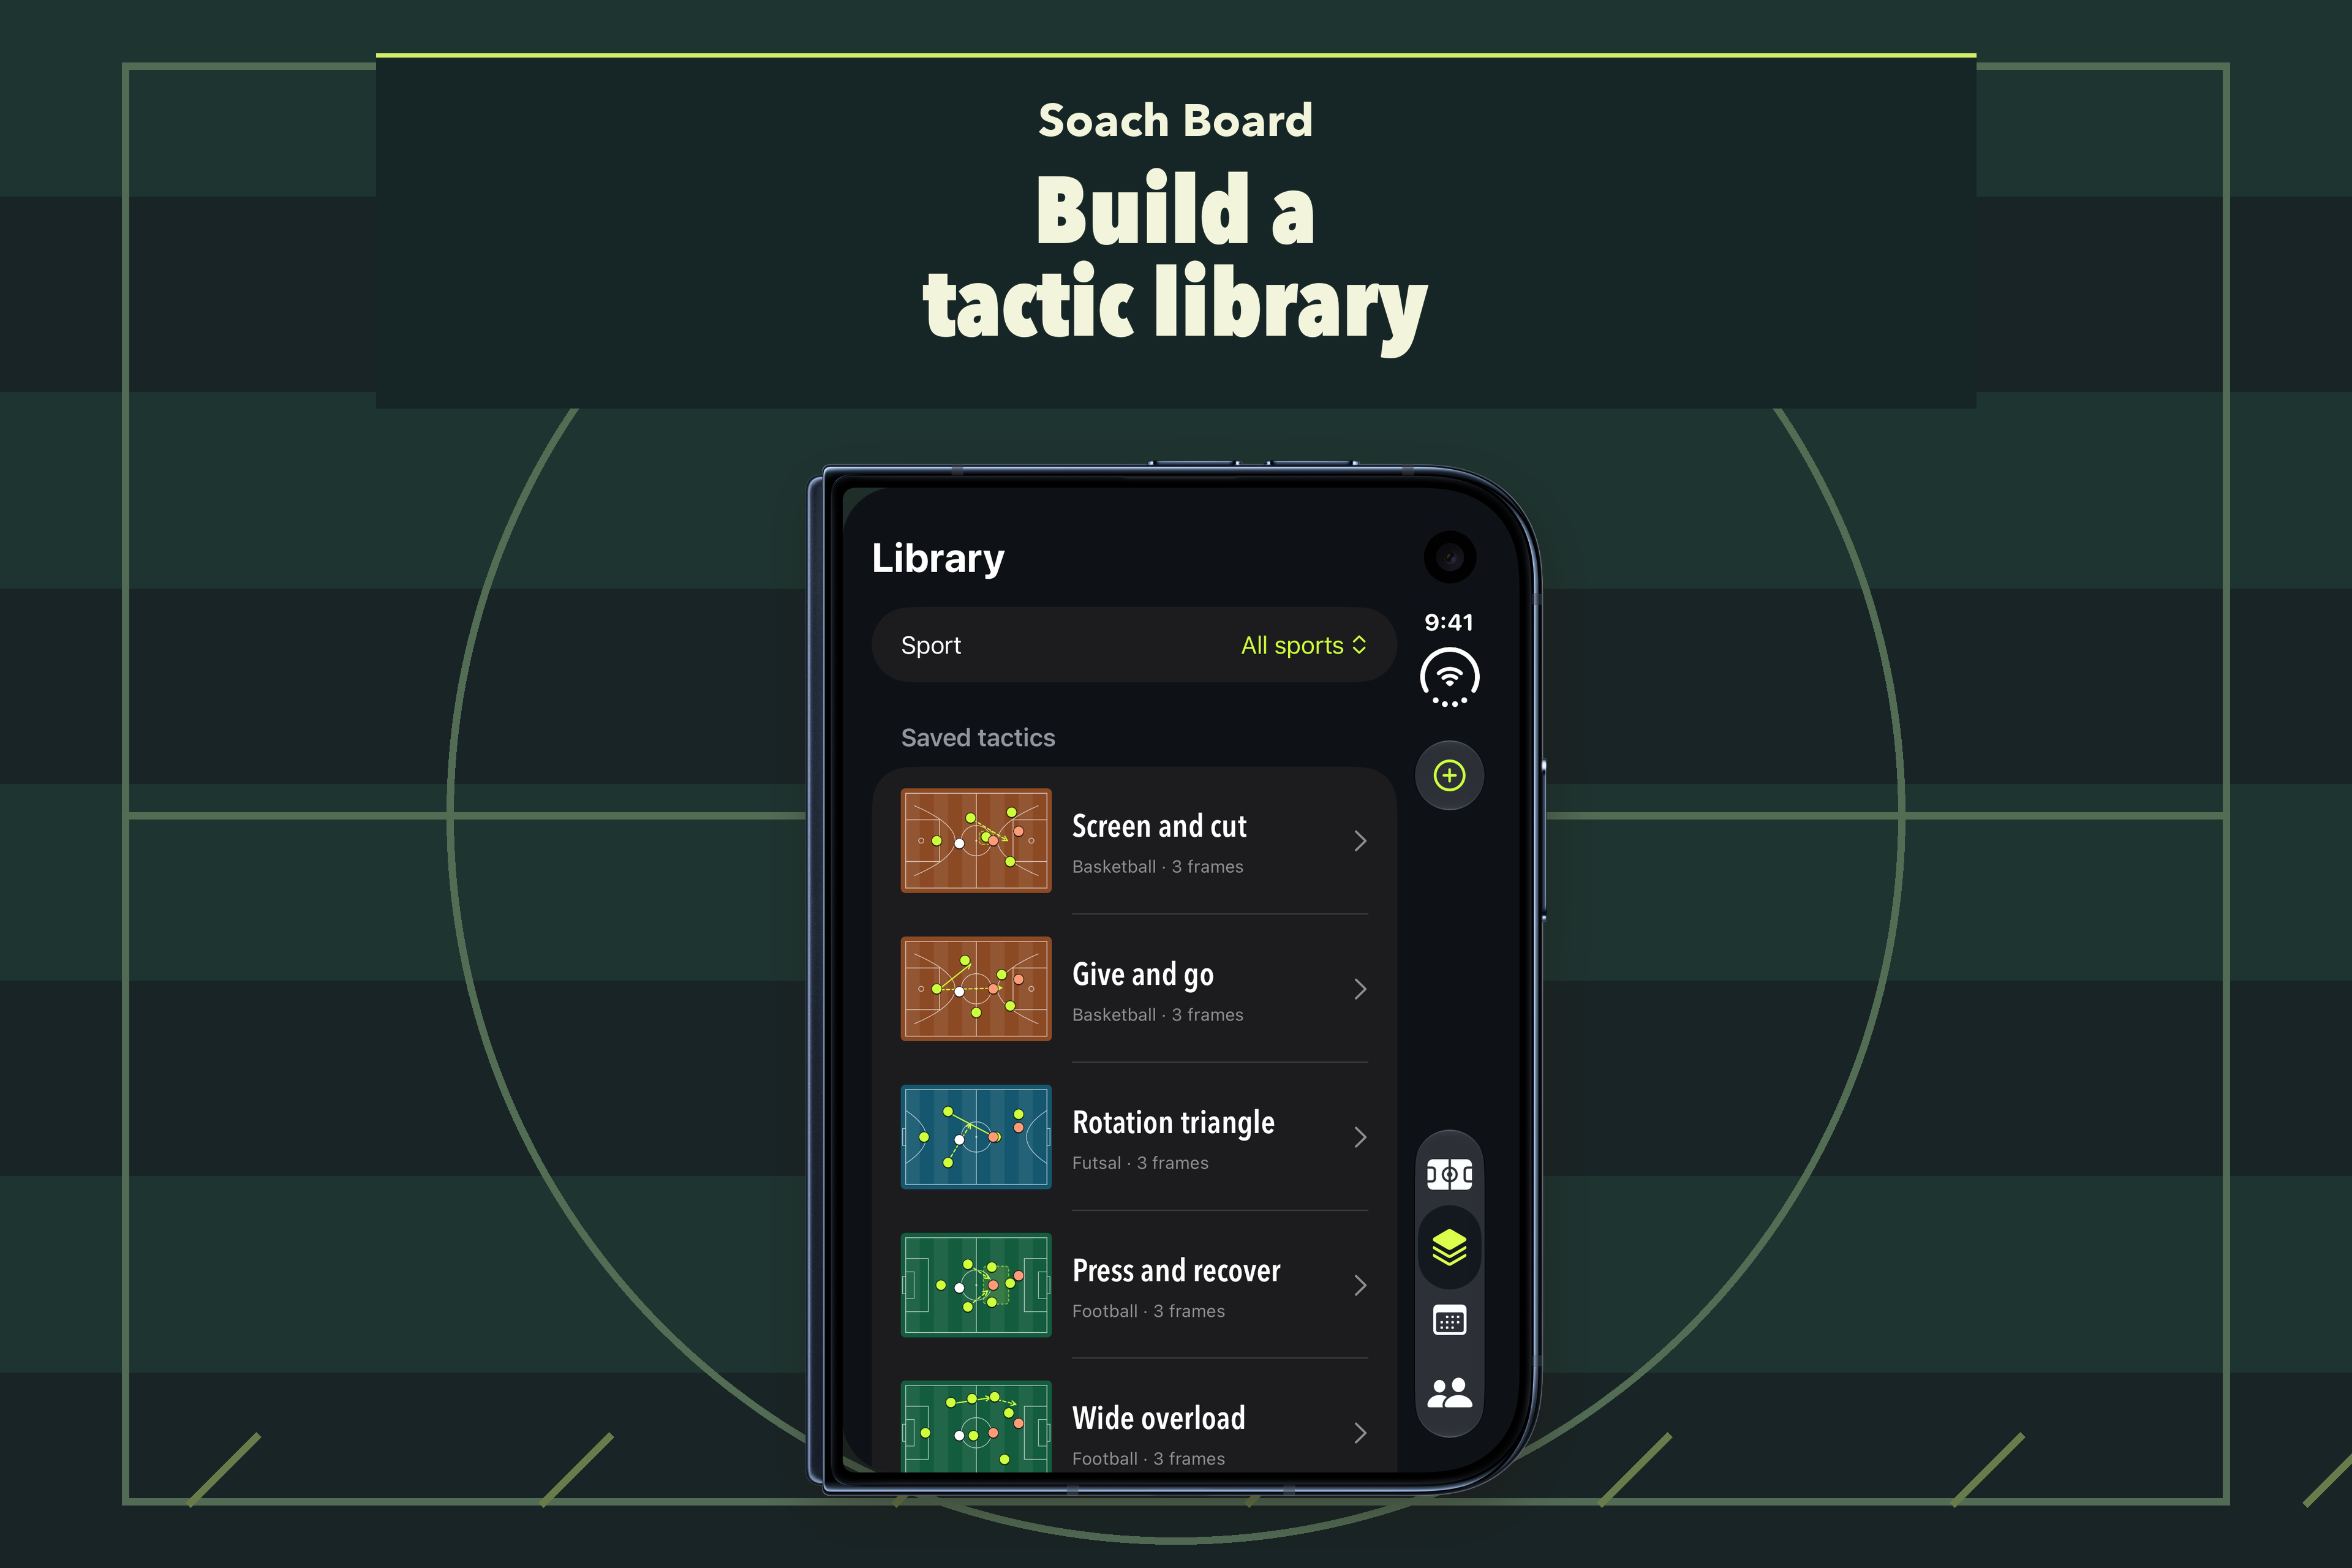 Soach Board
Build a
tactic library
Library
9:41
Sport
All sports
Saved tactics
Screen and cut
Basketball · 3 frames
Give and go
Basketball · 3 frames
Rotation triangle
Futsal · 3 frames
Press and recover
Football · 3 frames
Wide overload
Football · 3 frames